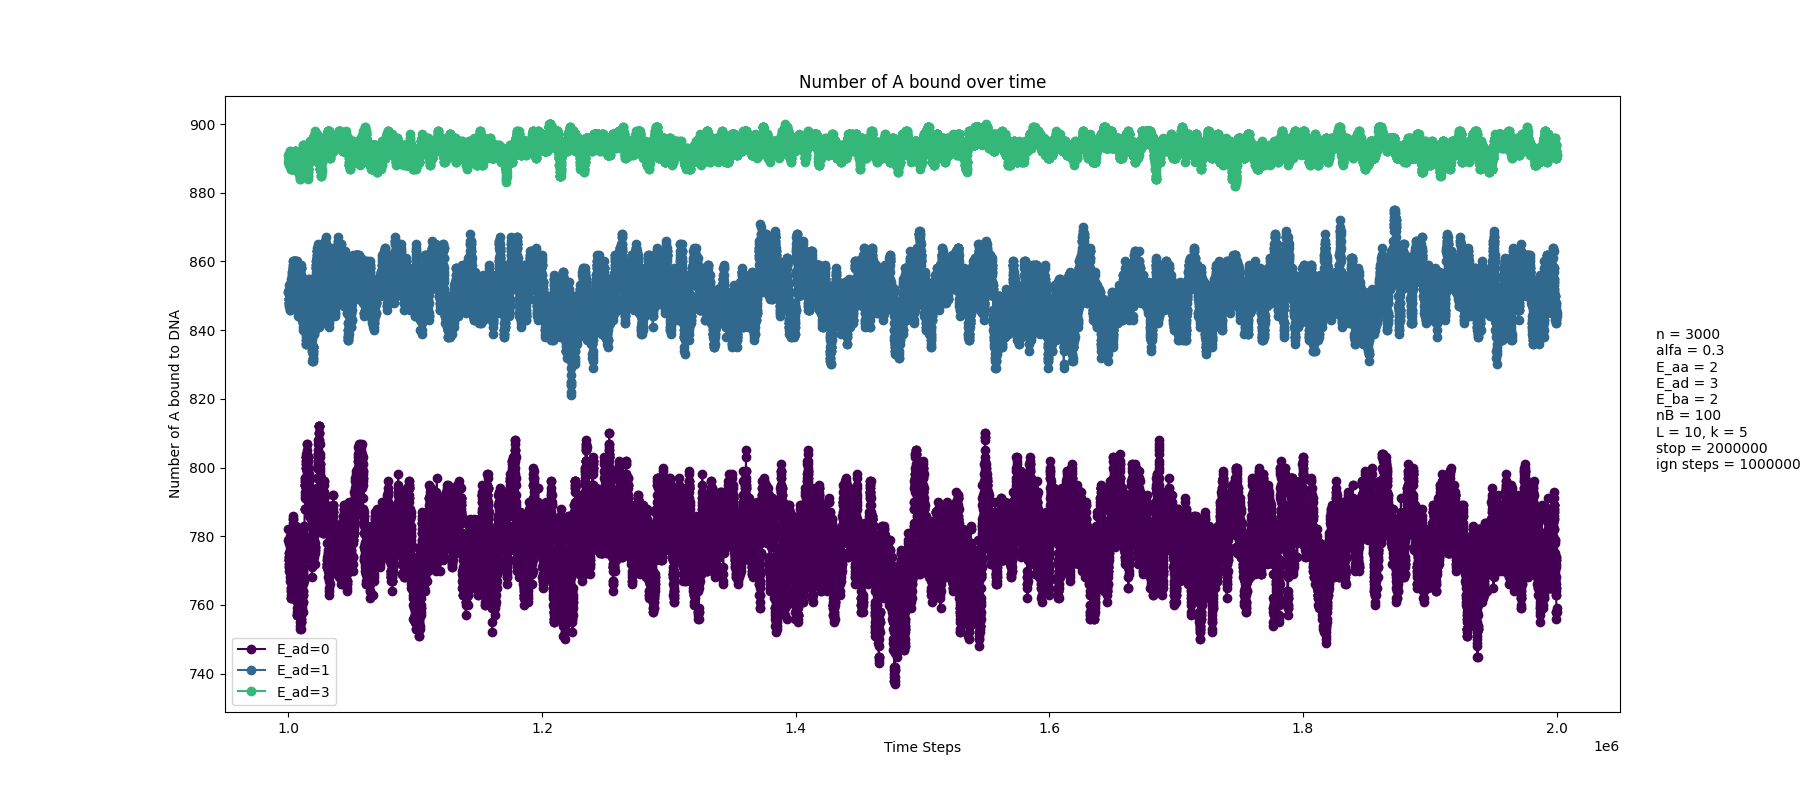 Number of A bound over time
Number of A bound to DNA
900
880
860
840
820
800
780
760
740
E_ad=0
E_ad=1
E_ad=3
1.0
1.2
1.4
1.6
1.8
2.0
1e6
Time Steps
n = 3000
alfa = 0.3
E_aa = 2
E_ad = 3
E_ba = 2
nB = 100
L = 10, k = 5
stop = 2000000
ign steps = 1000000